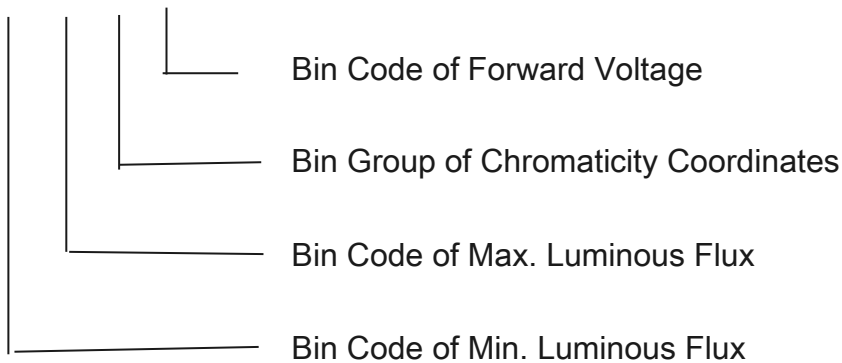 Bin Code of Forward Voltage
Bin Group of Chromaticity Coordinates
Bin Code of Max. Luminous Flux
Bin Code of Min. Luminous Flux